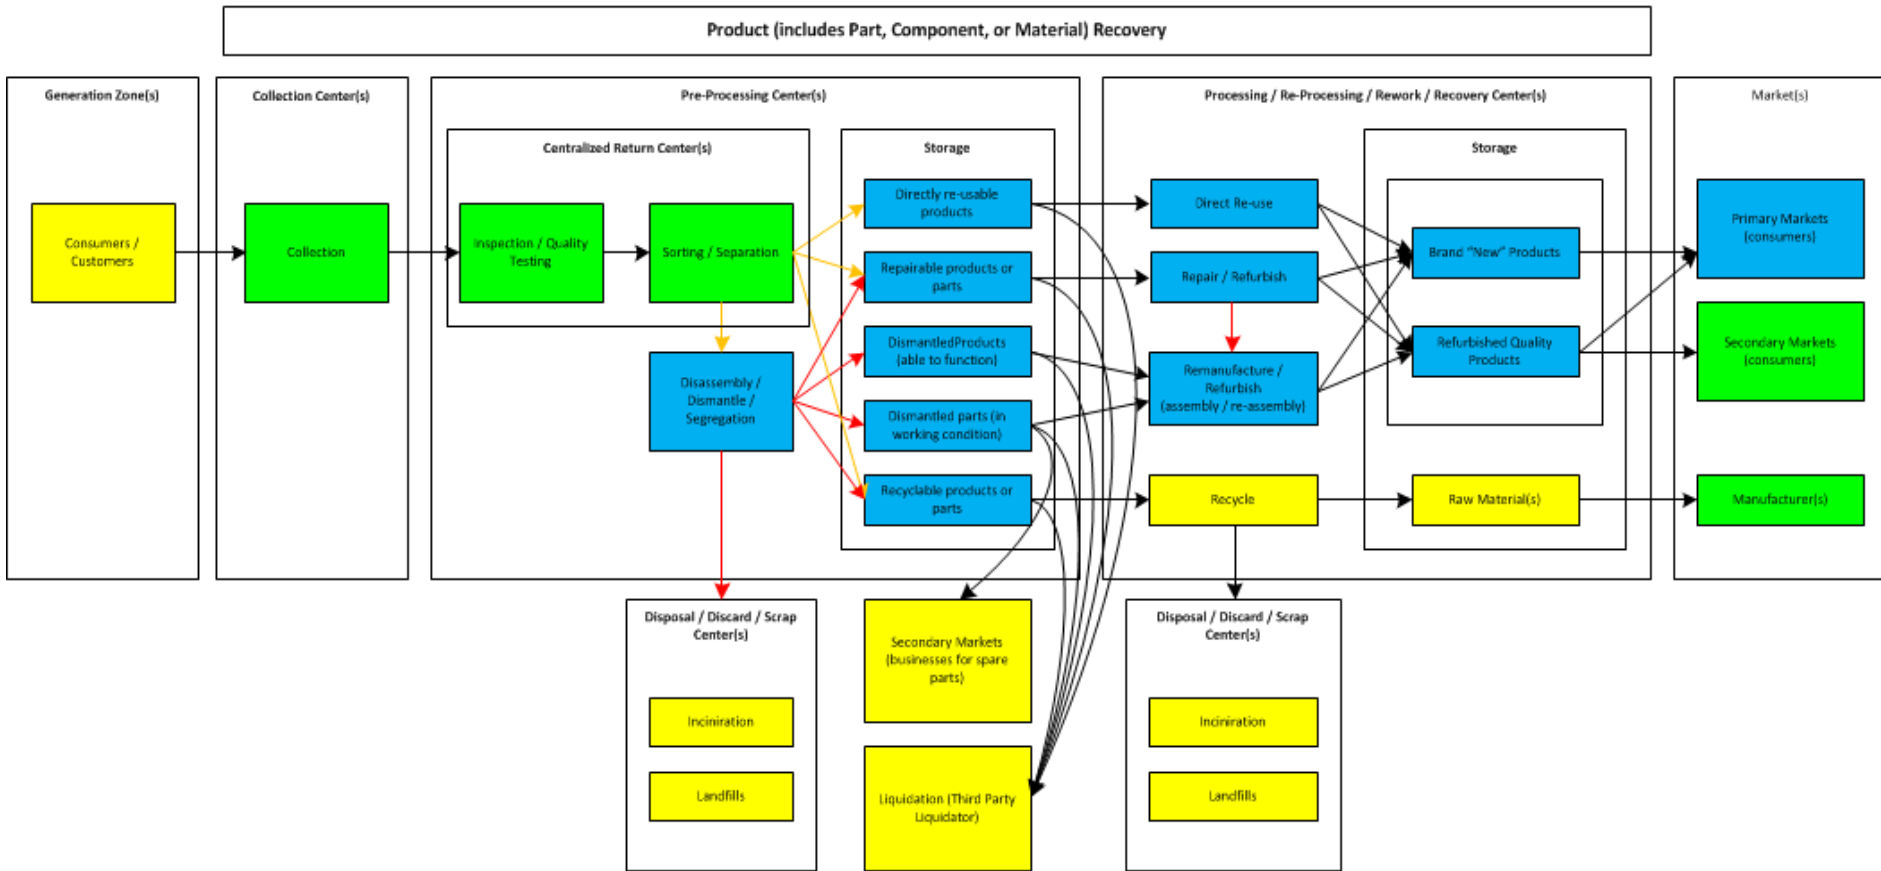 Product (includes Part, Component, or Material) Recovery
Generation Zone(s)
Consumers /
Customers
Collection Center(s)
Collection
Pre-Processing Center(s)
Centralized Return Center(s)
Inspection / Quality
Testing
Sorting / Separation
Disassembly /
Dismantle /
Segregation
Storage
Directly re-usable
products
Repairable products or
parts
DismantledProducts
(able to function)
Dismantled parts (in
working condition)
Recyclable products or
parts
Processing / Re-Processing / Rework / Recovery Center(s)
Direct Re-use
Repair / Refurbish
Remanufacture /
Refurbish
(assembly / re-assembly)
Recycle
Storage
Brand "New" Products
Refurbished Quality
Products
Raw Material(s)
Market(s)
Primary Markets
(consumers)
Secondary Markets
(consumers)
Manufacturer(s)
Disposal / Discard / Scrap
Center(s)
Inciniration
Landfills
Secondary Markets
(businesses for spare
parts)
Liquidation (Third Party
Liquidator)
Disposal / Discard / Scrap
Center(s)
Inciniration
Landfills